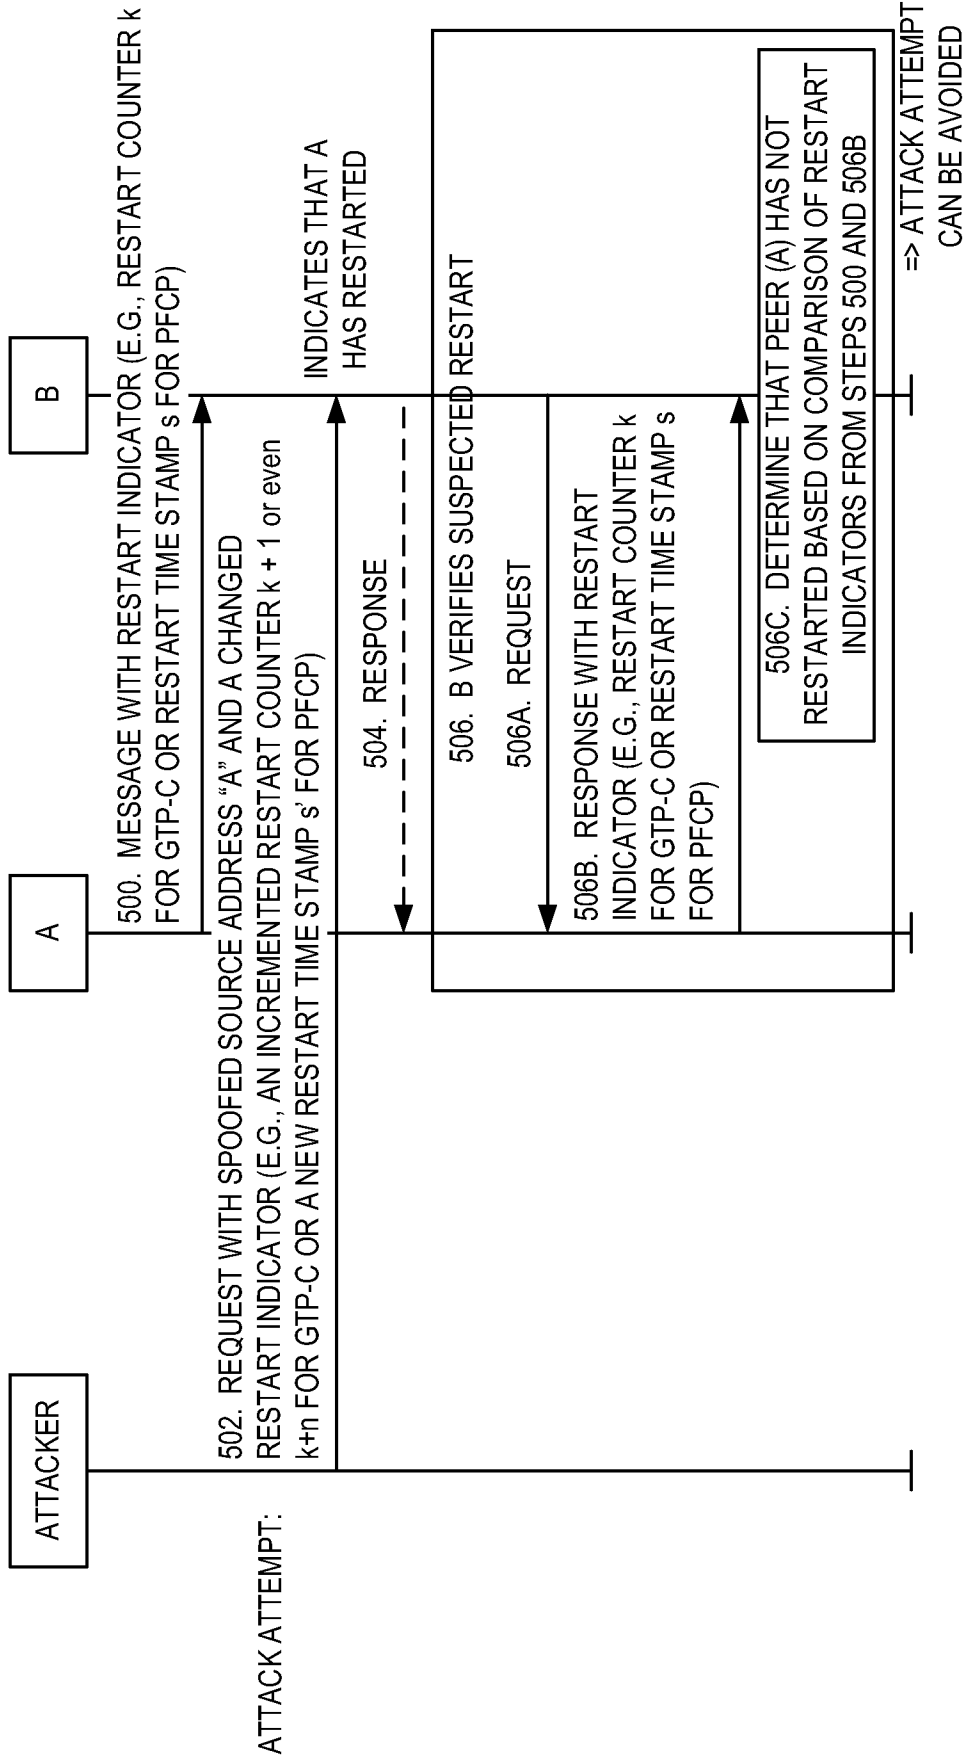 ATTACKER
A
B
500. MESSAGE WITH RESTART INDICATOR (E.G., RESTART COUNTER k
FOR GTP-C OR RESTART TIME STAMP s FOR PFCP)
ATTACK ATTEMPT:
502. REQUEST WITH SPOOFED SOURCE ADDRESS “A” AND A CHANGED
RESTART INDICATOR (E.G., AN INCREMENTED RESTART COUNTER k + 1 or even
k+n FOR GTP-C OR A NEW RESTART TIME STAMP s’ FOR PFCP)
INDICATES THAT A
HAS RESTARTED
504. RESPONSE
506. B VERIFIES SUSPECTED RESTART
506A. REQUEST
506B. RESPONSE WITH RESTART
INDICATOR (E.G., RESTART COUNTER k
FOR GTP-C OR RESTART TIME STAMP s
FOR PFCP)
506C. DETERMINE THAT PEER (A) HAS NOT
RESTARTED BASED ON COMPARISON OF RESTART
INDICATORS FROM STEPS 500 AND 506B
=> ATTACK ATTEMPT
CAN BE AVOIDED